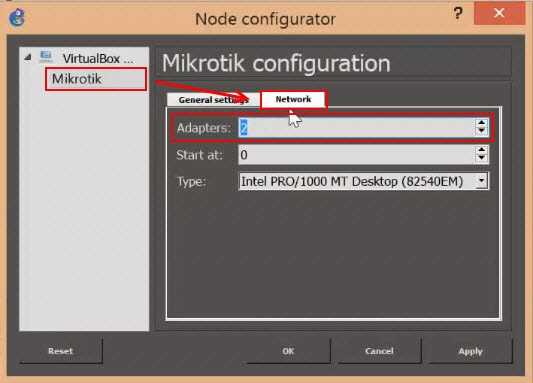 Node configurator
?
VirtualBox ...
Mikrotik
Mikrotik configuration
General settings
Network
Adapters: 2
Start at: 0
Type: Intel PRO/1000 MT Desktop (82540EM)
Reset
OK
Cancel
Apply